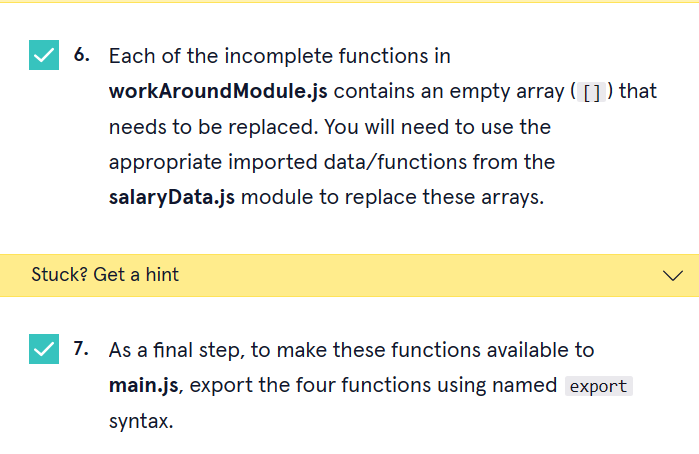 6. Each of the incomplete functions in
workAroundModule.js contains an empty array ( [] ) that
needs to be replaced. You will need to use the
appropriate imported data/functions from the
salaryData.js module to replace these arrays.
Stuck? Get a hint
7. As a final step, to make these functions available to
main.js, export the four functions using named export
syntax.